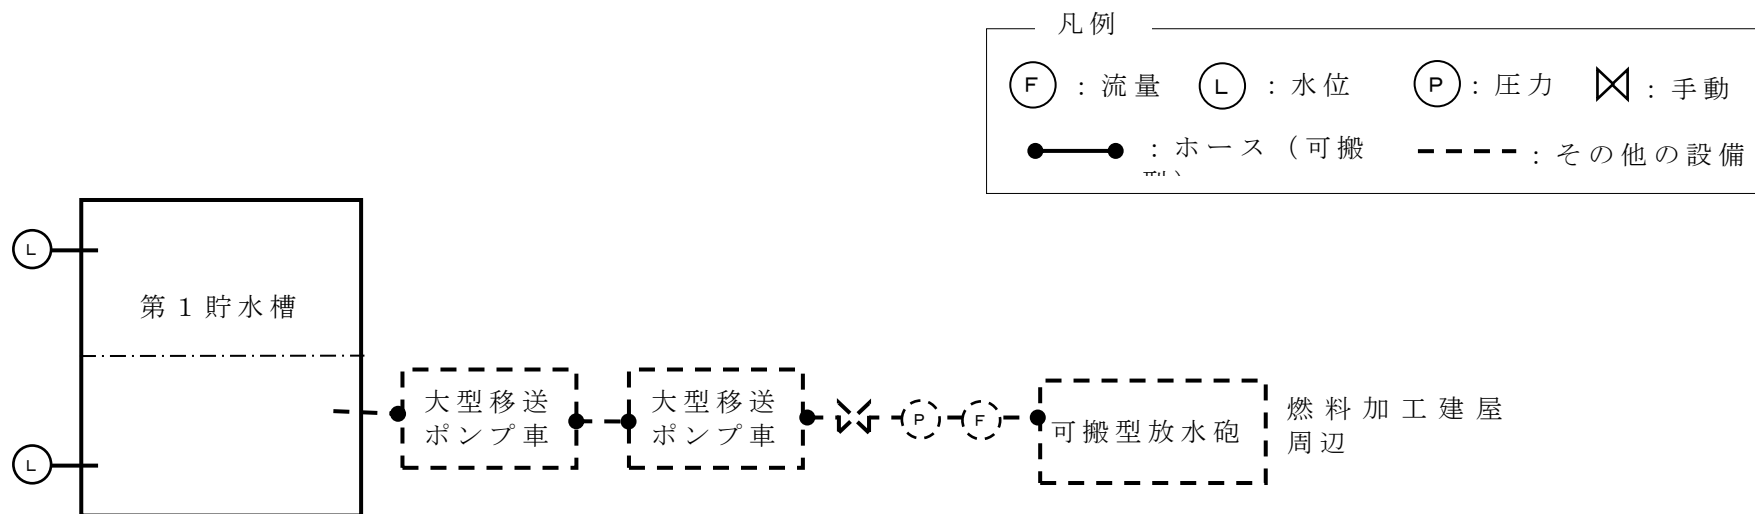 凡例
F : 流量 L : 水位 P : 圧力 : 手動
: ホース（可搬型） : その他の設備
L
第１貯水槽
大型移送
ポンプ車
大型移送
ポンプ車
P
F
可搬型放水砲
燃料加工建屋
周辺
L